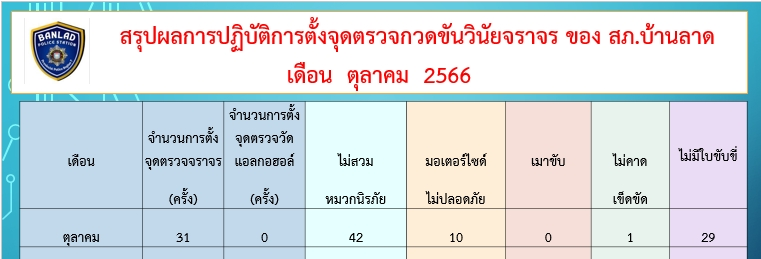 BANLAD
POLICE STATION
สรุปผลการปฏิบัติการตั้งจุดตรวจกวดขันวินัยจราจร ของ สภ.บ้านลาด
เดือน ตุลาคม 2566
เดือน
จำนวนการตั้ง
จุดตรวจจราจร
(ครั้ง)
จำนวนการตั้ง
จุดตรวจวัด
แอลกอฮอล์
(ครั้ง)
ไม่สวม
หมวกนิรภัย
มอเตอร์ไซด์
ไม่ปลอดภัย
เมาขับ
ไม่คาด
เข็ดขัด
ไม่มีใบขับขี่
ตุลาคม 31 0 42 10 0 1 29